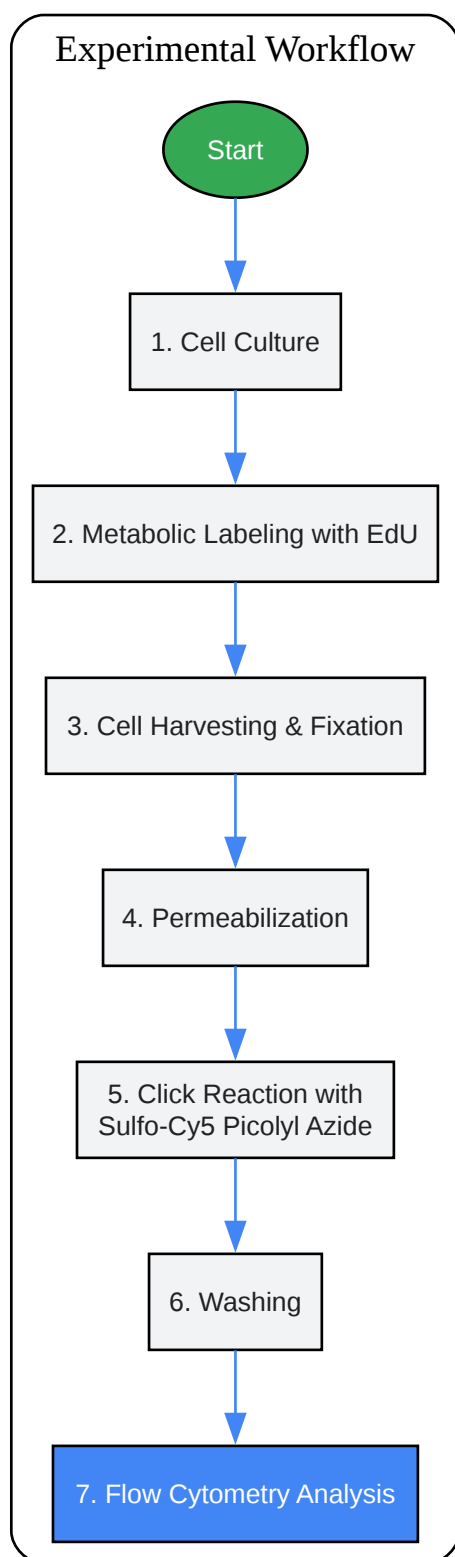 Experimental Workflow
Start
1. Cell Culture
2. Metabolic Labeling with EdU
3. Cell Harvesting & Fixation
4. Permeabilization
5. Click Reaction with
Sulfo-Cy5 Picolyl Azide
6. Washing
7. Flow Cytometry Analysis